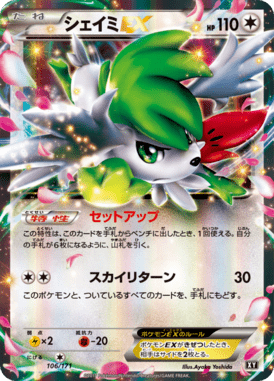 たね
シェイミEX
HP110
とくせい
特性 セットアップ
この特性は、このカードを手札からベンチに出したとき、1回使える。自分
の手札が6枚になるように、山札を引く。
スカイリターン 30
このポケモンと、ついているすべてのカードを、手札にもどす。
弱点 ×2 抵抗力 -20
ポケモンEXのルール
ポケモンEXがきぜつしたとき、
相手はサイドを2枚とる。
にげる
106/171
Illus.Ayaka Yoshida
XY